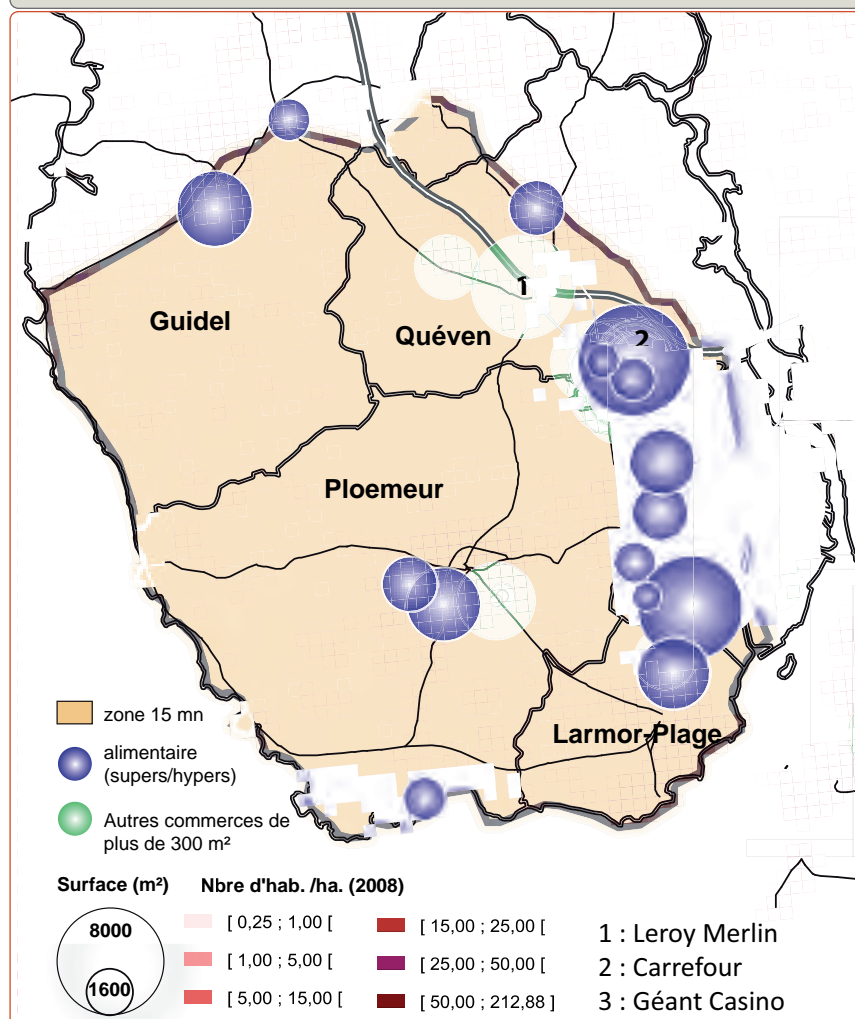 1
2
Guidel
Quéven
Ploemeur
Larmor-Plage
zone 15 mn
alimentaire
(supers/hypers)
Autres commerces de
plus de 300 m²
Surface (m²)
8000
1600
Nbre d'hab. /ha. (2008)
[ 0,25 ; 1,00 [
[ 1,00 ; 5,00 [
[ 5,00 ; 15,00 [
[ 15,00 ; 25,00 [
[ 25,00 ; 50,00 [
[ 50,00 ; 212,88 ]
1 : Leroy Merlin
2 : Carrefour
3 : Géant Casino